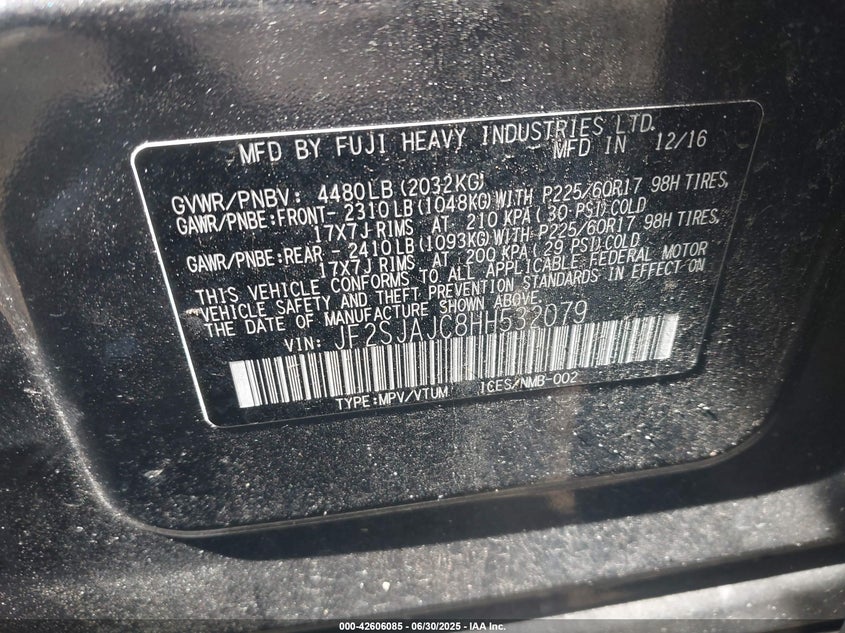 MFD BY FUJI HEAVY INDUSTRIES LTD.
MFD IN 12/16
GVWR/PNBV: 4480LB(2032KG)
GAWR/PNBE:FRONT-2310LB(1048KG)WITH P225/60R17 98H TIRES,
17X7J RIMS AT 210 KPA(30 PSI)COLD
GAWR/PNBE:REAR -2410LB(1093KG)WITH P225/60R17 98H TIRES,
17X7J RIMS AT 200 KPA(29 PSI)COLD
THIS VEHICLE CONFORMS TO ALL APPLICABLE FEDERAL MOTOR
VEHICLE SAFETY AND THEFT PREVENTION STANDARDS IN EFFECT ON
THE DATE OF MANUFACTURE SHOWN ABOVE.
VIN: JF2SJAJC8HH532079
TYPE:MPV/VTUM ICES/NMB-002
000-42606085 - 06/30/2025 - IAA Inc.